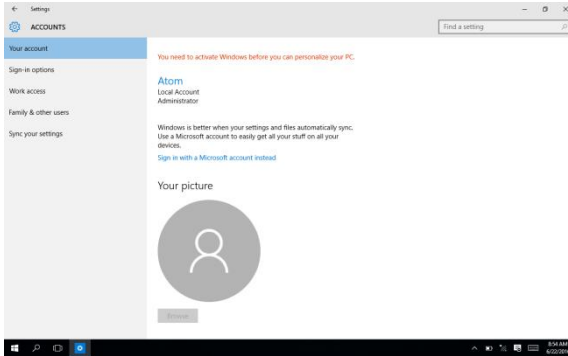 Settings
ACCOUNTS
Find a setting
Your account
Sign-in options
Work access
Family & other users
Sync your settings
You need to activate Windows before you can personalize your PC.
Atom
Local Account
Administrator
Windows is better when your settings and files automatically sync.
Use a Microsoft account to easily get all your stuff on all your
devices.
Sign in with a Microsoft account instead
Your picture
Browse
8:54 AM